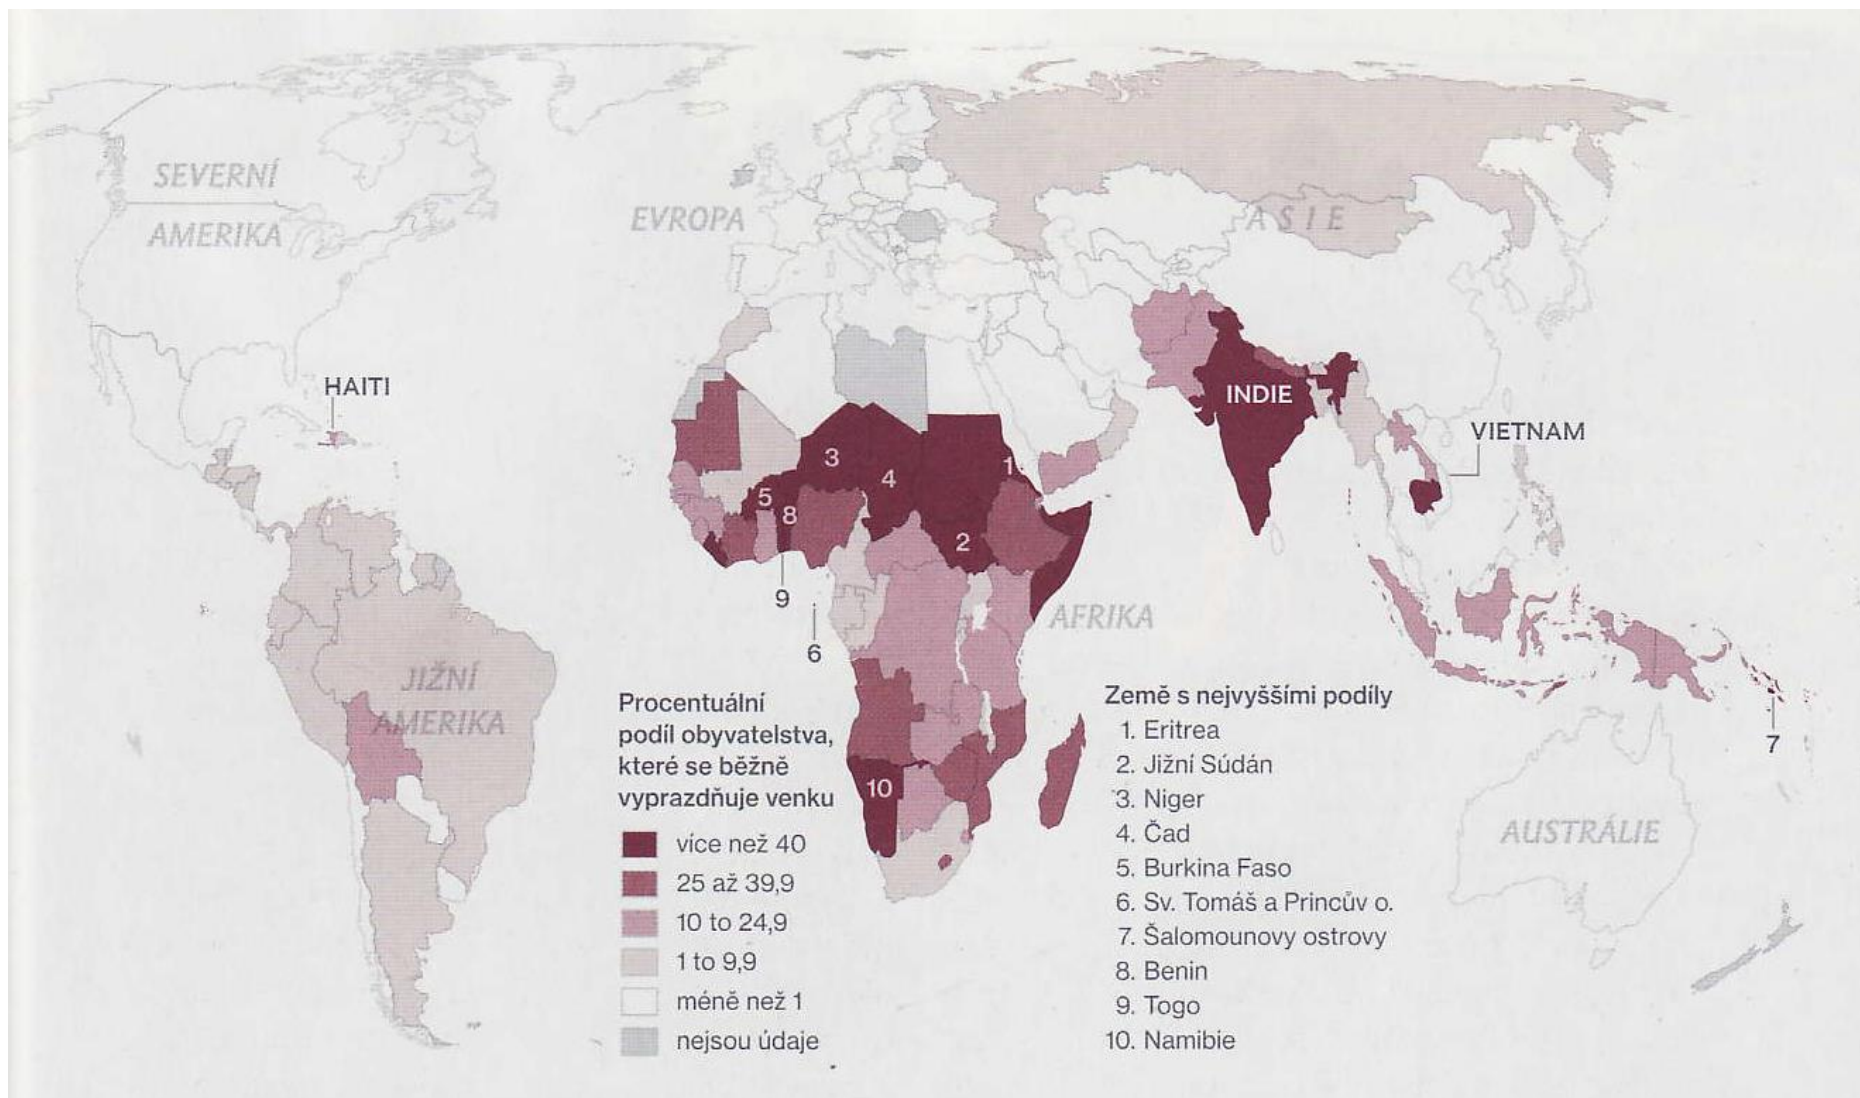 SEVERNÍ
AMERIKA
EVROPA
ASIE
HAITI
INDIE
VIETNAM
3
4
1
5
8
2
9
6
AFRIKA
JIŽNÍ
AMERIKA
10
7
AUSTRÁLIE
Procentuální
podíl obyvatelstva,
které se běžně
vyprazdňuje venku
více než 40
25 až 39,9
10 to 24,9
1 to 9,9
méně než 1
nejsou údaje
Země s nejvyššími podíly
1. Eritrea
2. Jižní Súdán
3. Niger
4. Čad
5. Burkina Faso
6. Sv. Tomáš a Princův o.
7. Šalomounovy ostrovy
8. Benin
9. Togo
10. Namibie